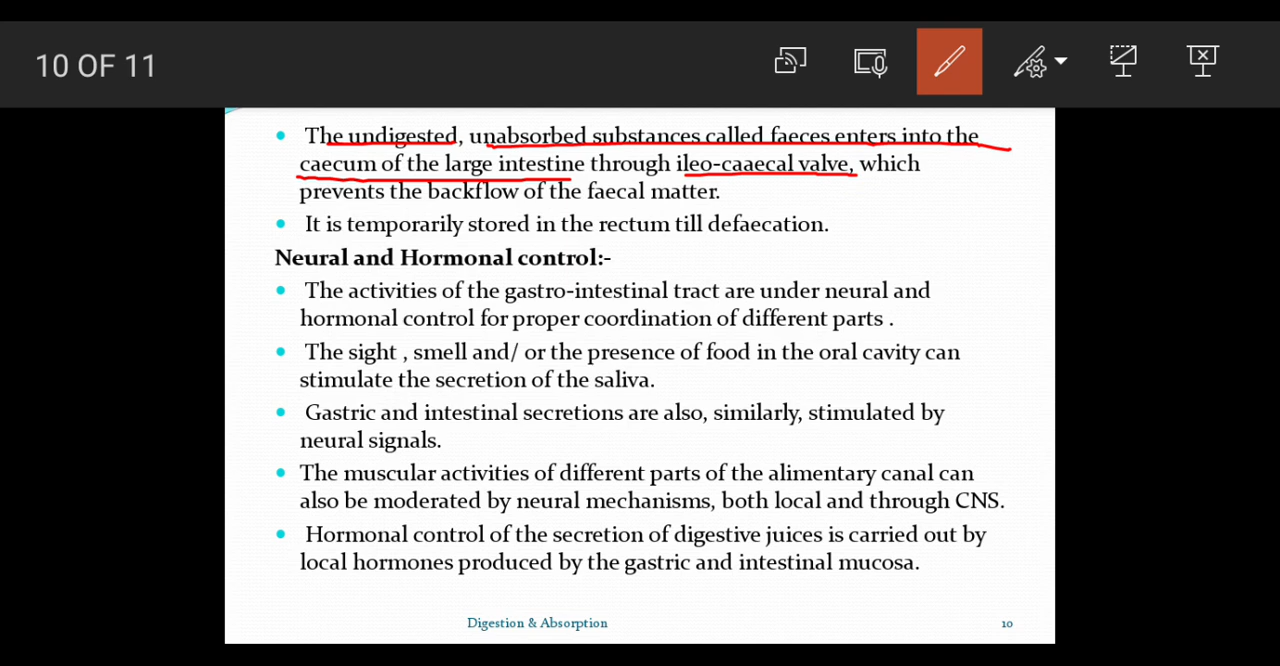 10 OF 11
• The undigested, unabsorbed substances called faeces enters into the
caecum of the large intestine through ileo-caaecal valve, which
prevents the backflow of the faecal matter.
• It is temporarily stored in the rectum till defaecation.
Neural and Hormonal control:-
• The activities of the gastro-intestinal tract are under neural and
hormonal control for proper coordination of different parts .
• The sight , smell and/ or the presence of food in the oral cavity can
stimulate the secretion of the saliva.
• Gastric and intestinal secretions are also, similarly, stimulated by
neural signals.
• The muscular activities of different parts of the alimentary canal can
also be moderated by neural mechanisms, both local and through CNS.
• Hormonal control of the secretion of digestive juices is carried out by
local hormones produced by the gastric and intestinal mucosa.
Digestion & Absorption
10